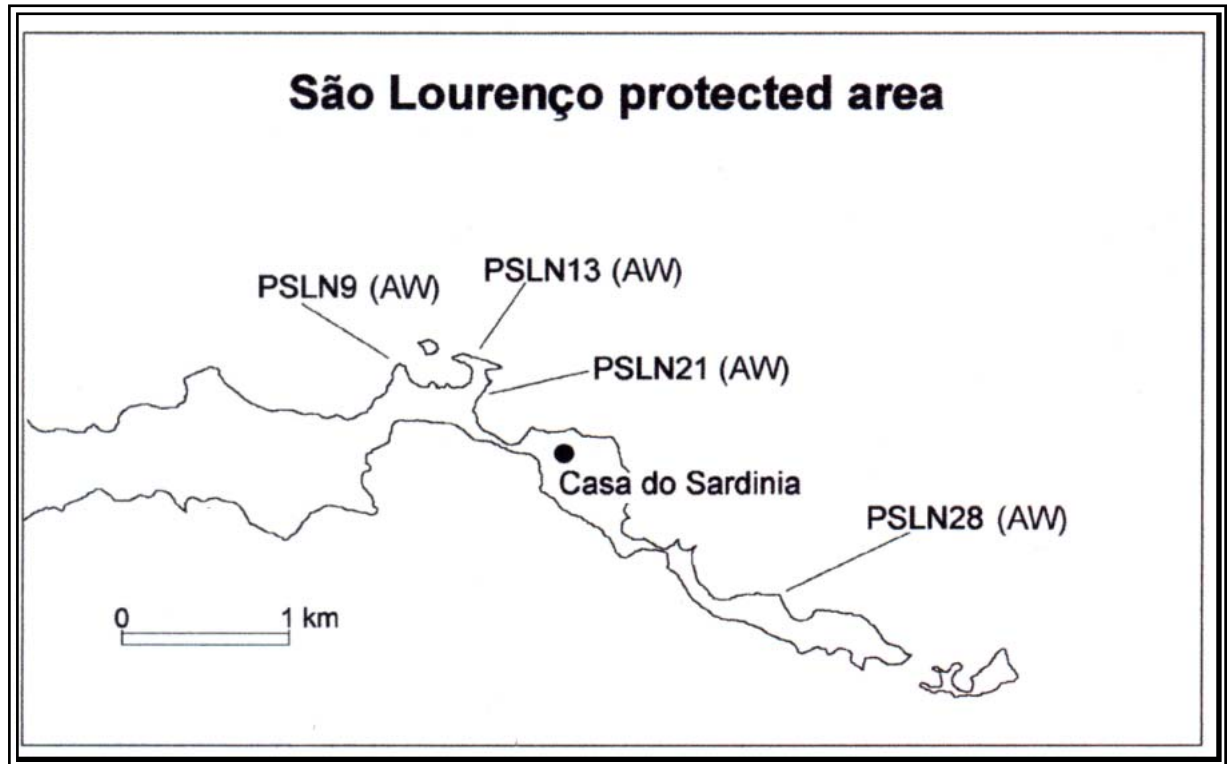 São Lourenço protected area
PSLN9 (AW)
PSLN13 (AW)
PSLN21 (AW)
Casa do Sardinia
PSLN28 (AW)
0 1 km